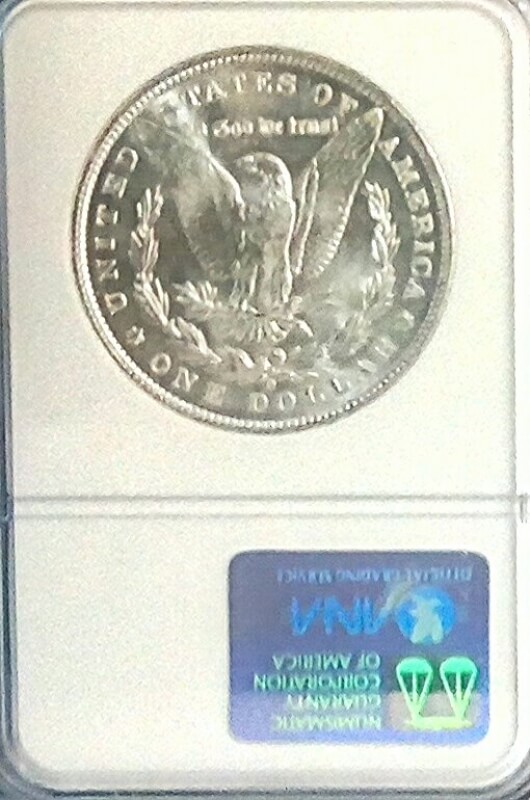 UNITED STATES OF AMERICA
In God we trust
ONE DOLLAR
O
NUMISMATIC
GUARANTY
CORPORATION
OF AMERICA
ANA
OFFICIAL GRADING SERVICE